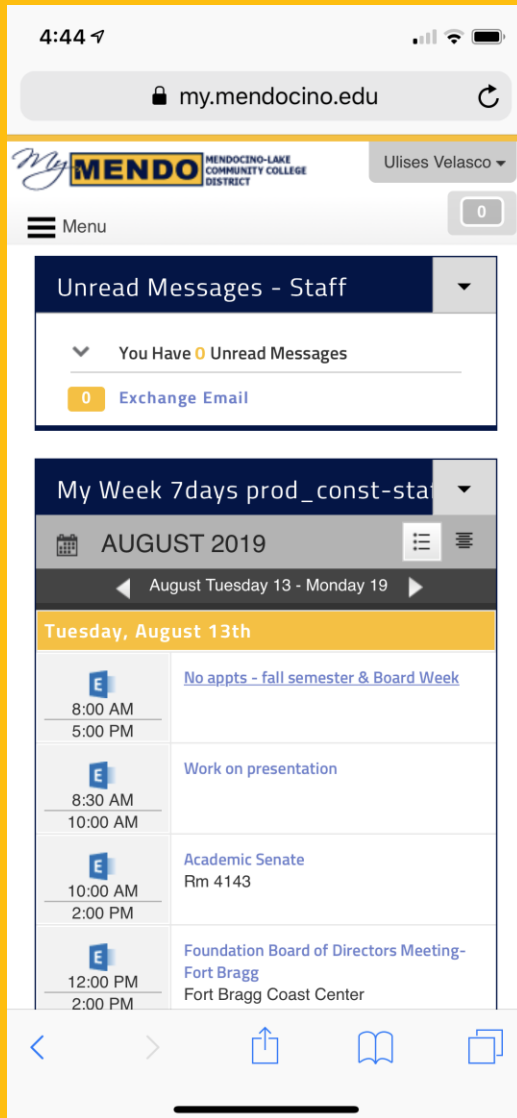 4:44
my.mendocino.edu
My MENDO MENDOCINO-LAKE
COMMUNITY COLLEGE
DISTRICT
Ulises Velasco
Menu
0
Unread Messages - Staff
You Have 0 Unread Messages
0 Exchange Email
My Week 7days prod_const-sta
AUGUST 2019
August Tuesday 13 - Monday 19
Tuesday, August 13th
8:00 AM
5:00 PM
No appts - fall semester & Board Week
8:30 AM
10:00 AM
Work on presentation
10:00 AM
2:00 PM
Academic Senate
Rm 4143
12:00 PM
2:00 PM
Foundation Board of Directors Meeting-
Fort Bragg
Fort Bragg Coast Center